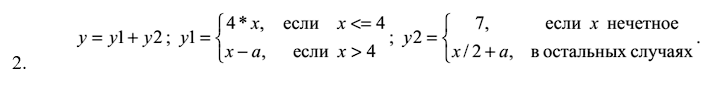 2. y = y1 + y2 ; y1 = { 4 * x, если x <= 4 ; x − a, если x > 4 ; y2 = { 7, если x нечетное ; x / 2 + a, в остальных случаях .